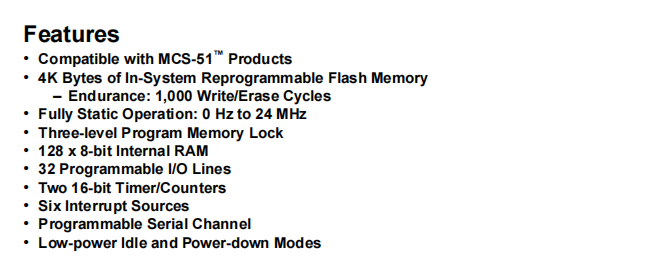 Features
• Compatible with MCS-51™ Products
• 4K Bytes of In-System Reprogrammable Flash Memory
– Endurance: 1,000 Write/Erase Cycles
• Fully Static Operation: 0 Hz to 24 MHz
• Three-level Program Memory Lock
• 128 x 8-bit Internal RAM
• 32 Programmable I/O Lines
• Two 16-bit Timer/Counters
• Six Interrupt Sources
• Programmable Serial Channel
• Low-power Idle and Power-down Modes